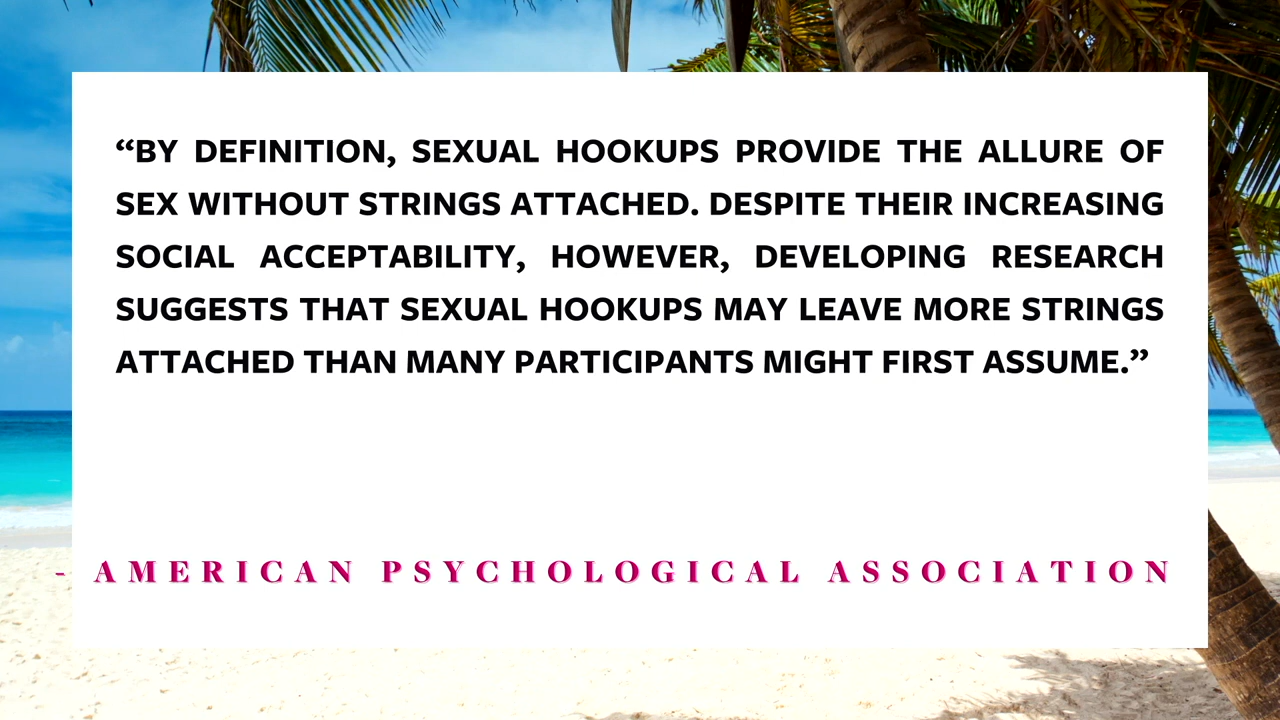 “BY DEFINITION, SEXUAL HOOKUPS PROVIDE THE ALLURE OF
SEX WITHOUT STRINGS ATTACHED. DESPITE THEIR INCREASING
SOCIAL ACCEPTABILITY, HOWEVER, DEVELOPING RESEARCH
SUGGESTS THAT SEXUAL HOOKUPS MAY LEAVE MORE STRINGS
ATTACHED THAN MANY PARTICIPANTS MIGHT FIRST ASSUME.”
- AMERICAN PSYCHOLOGICAL ASSOCIATION